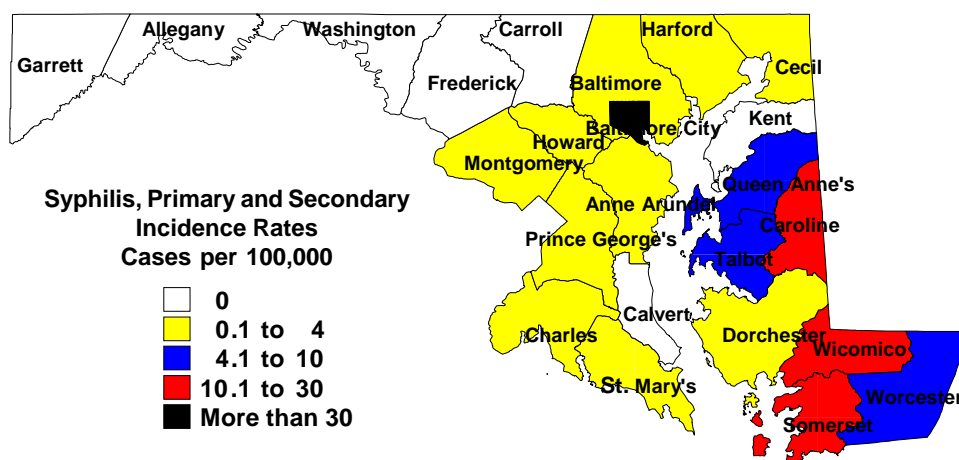 Allegany
Washington
Carroll
Harford
Garrett
Frederick
Baltimore
Cecil
Kent
Baltimore City
Howard
Montgomery
Queen Anne's
Anne Arundel
Caroline
Prince George's
Talbot
Calvert
Charles
Dorchester
Wicomico
St. Mary's
Worcester
Somerset
Syphilis, Primary and Secondary
Incidence Rates
Cases per 100,000
0
0.1 to 4
4.1 to 10
10.1 to 30
More than 30